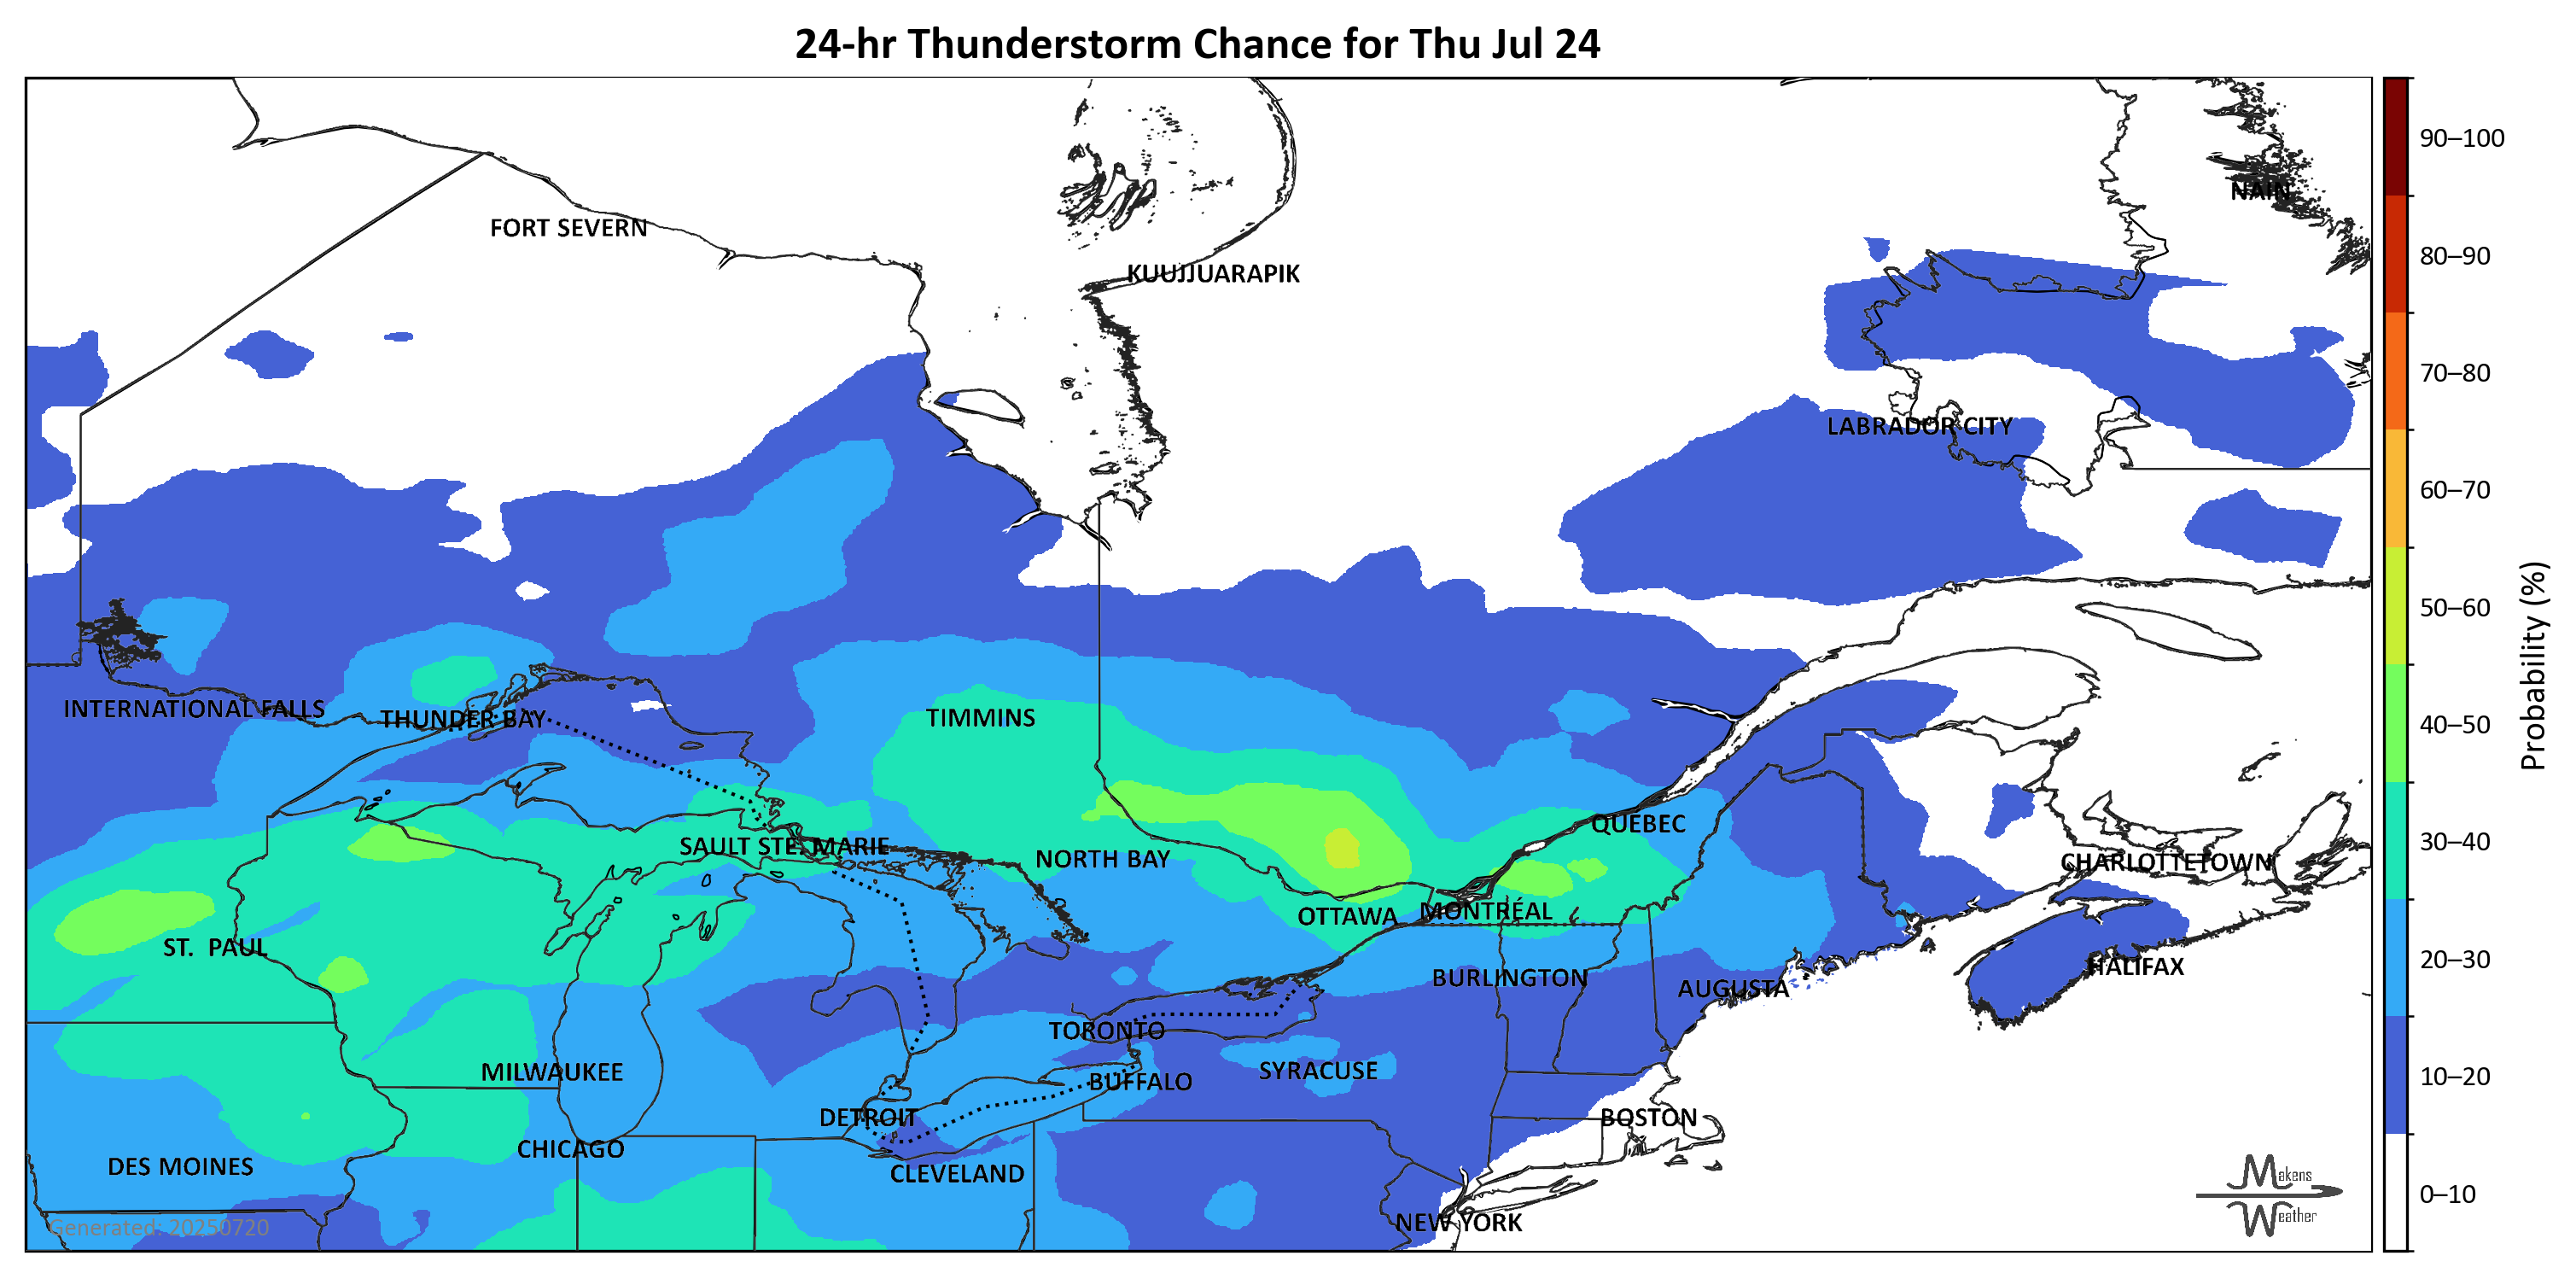 24-hr Thunderstorm Chance for Thu Jul 24
90–100
NAIN
FORT SEVERN
80–90
KUUJJUARAPIK
70–80
LABRADOR CITY
60–70
50–60
INTERNATIONAL FALLS
THUNDER BAY
TIMMINS
40–50
Probability (%)
QUEBEC
30–40
SAULT STE. MARIE
NORTH BAY
CHARLOTTETOWN
OTTAWA
MONTRÉAL
ST. PAUL
20–30
BURLINGTON
HALIFAX
AUGUSTA
TORONTO
MILWAUKEE
SYRACUSE
10–20
BUFFALO
DETROIT
BOSTON
CHICAGO
DES MOINES
CLEVELAND
Makens
0–10
Weather
NEW YORK
Generated: 20250720